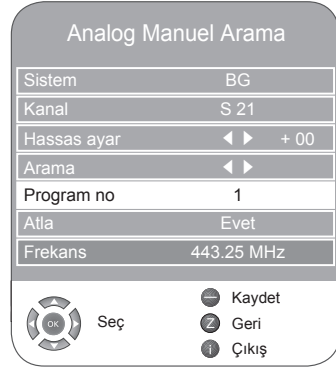 Analog Manuel Arama
Sistem BG
Kanal S 21
Hassas ayar ◀ ▶ + 00
Arama ◀ ▶
Program no 1
Atla Evet
Frekans 443.25 MHz
OK Seç
Kaydet
Z Geri
i Çıkış